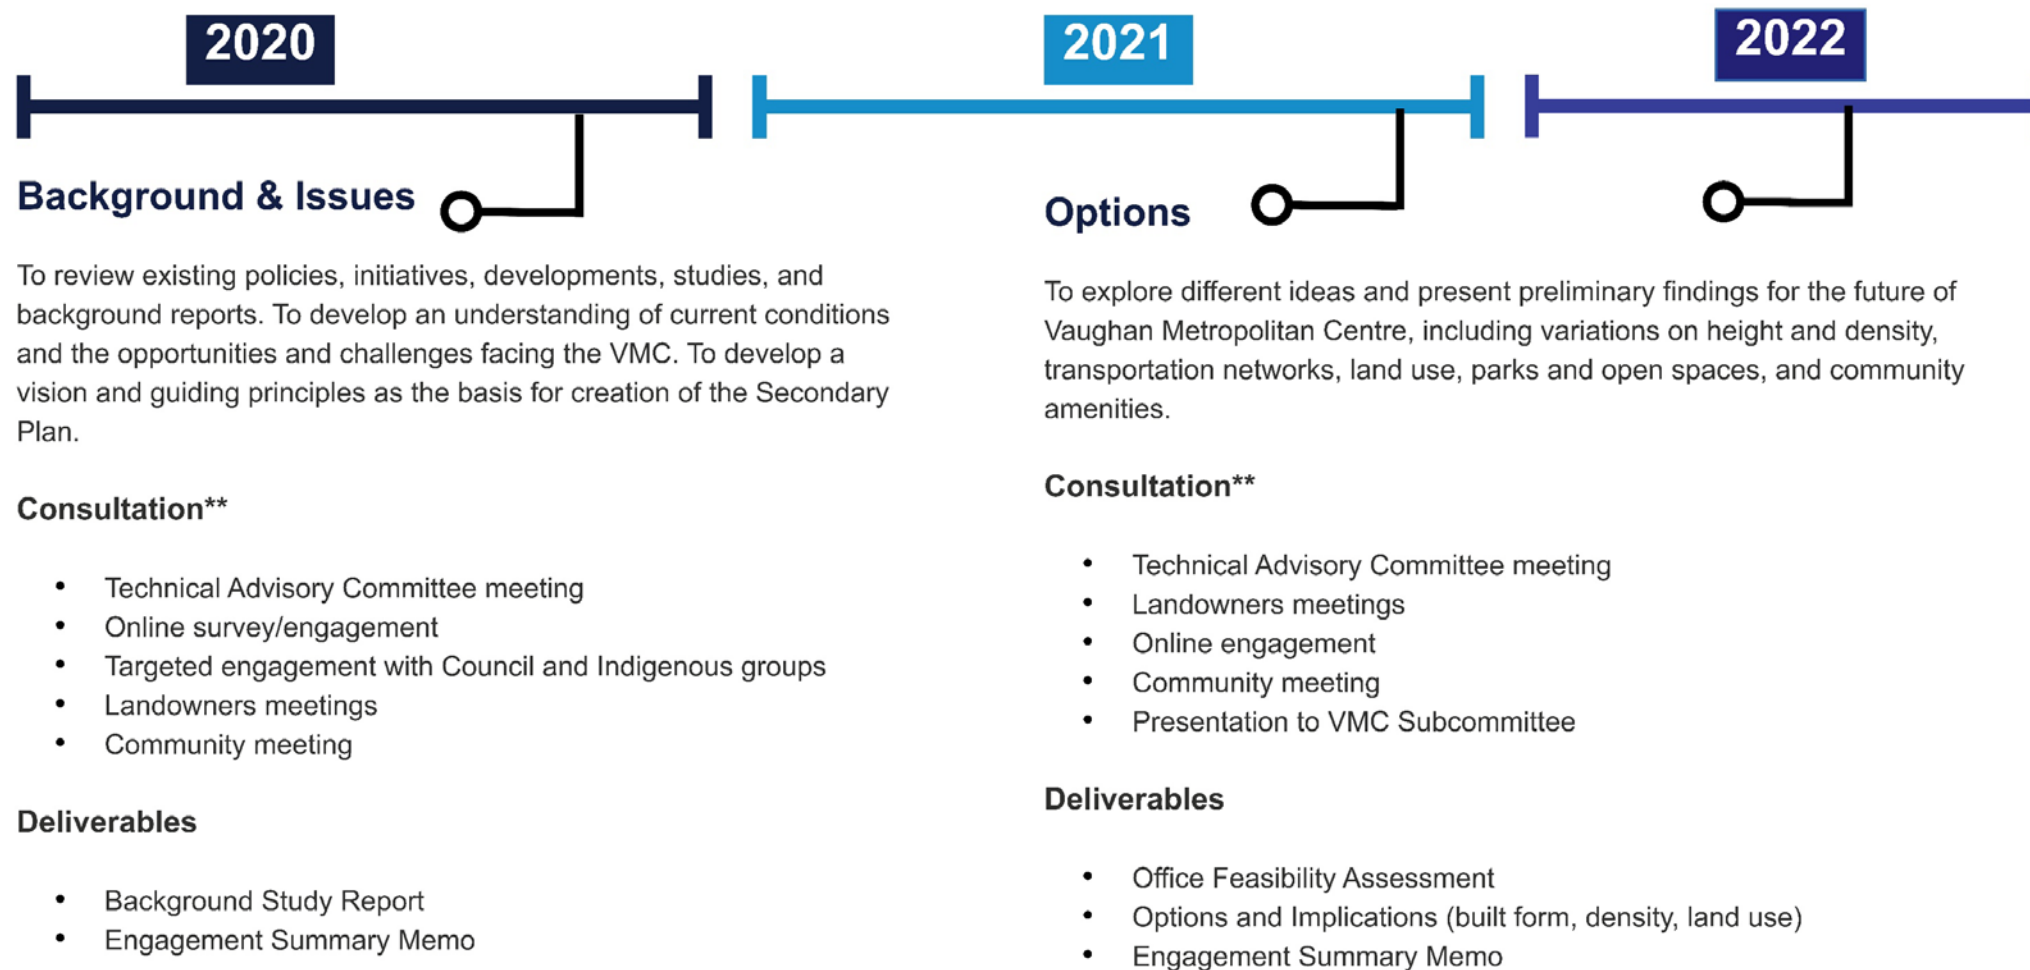 2020
2021
2022
Background & Issues
To review existing policies, initiatives, developments, studies, and
background reports. To develop an understanding of current conditions
and the opportunities and challenges facing the VMC. To develop a
vision and guiding principles as the basis for creation of the Secondary
Plan.
Consultation**
• Technical Advisory Committee meeting
• Online survey/engagement
• Targeted engagement with Council and Indigenous groups
• Landowners meetings
• Community meeting
Deliverables
• Background Study Report
• Engagement Summary Memo
Options
To explore different ideas and present preliminary findings for the future of
Vaughan Metropolitan Centre, including variations on height and density,
transportation networks, land use, parks and open spaces, and community
amenities.
Consultation**
• Technical Advisory Committee meeting
• Landowners meetings
• Online engagement
• Community meeting
• Presentation to VMC Subcommittee
Deliverables
• Office Feasibility Assessment
• Options and Implications (built form, density, land use)
• Engagement Summary Memo